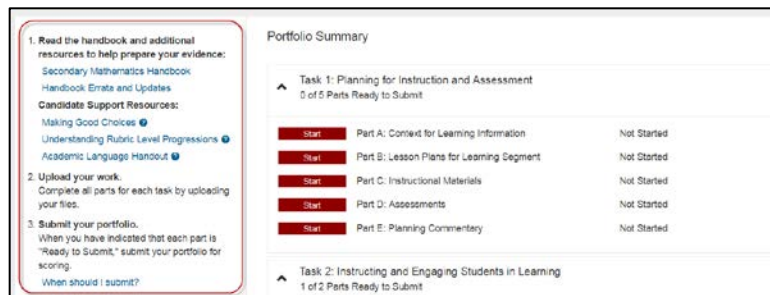 1. Read the handbook and additional
resources to help prepare your evidence:
Secondary Mathematics Handbook
Handbook Errata and Updates
Candidate Support Resources:
Making Good Choices ?
Understanding Rubric Level Progressions ?
Academic Language Handout ?
2. Upload your work.
Complete all parts for each task by uploading
your files.
3. Submit your portfolio.
When you have indicated that each part is
"Ready to Submit," submit your portfolio for
scoring.
When should I submit?
Portfolio Summary
Task 1: Planning for Instruction and Assessment
0 of 5 Parts Ready to Submit
Start Part A: Context for Learning Information Not Started
Start Part B: Lesson Plans for Learning Segment Not Started
Start Part C: Instructional Materials Not Started
Start Part D: Assessments Not Started
Start Part E: Planning Commentary Not Started
Task 2: Instructing and Engaging Students in Learning
1 of 2 Parts Ready to Submit